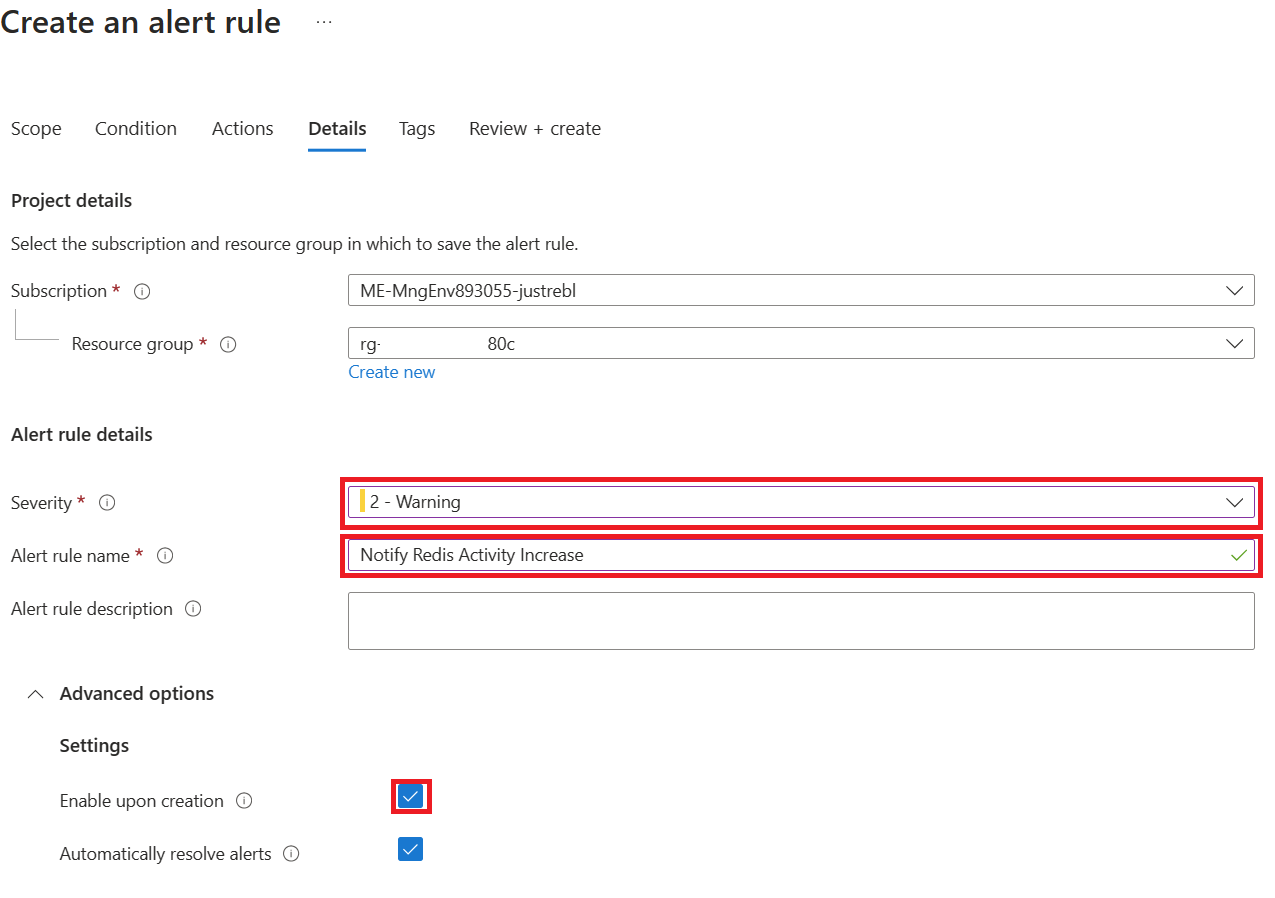 Create an alert rule ...
Scope Condition Actions Details Tags Review + create
Project details
Select the subscription and resource group in which to save the alert rule.
Subscription * ME-MngEnv893055-justrebl
Resource group * rg- 80c
Create new
Alert rule details
Severity * 2 - Warning
Alert rule name * Notify Redis Activity Increase
Alert rule description
Advanced options
Settings
Enable upon creation
Automatically resolve alerts